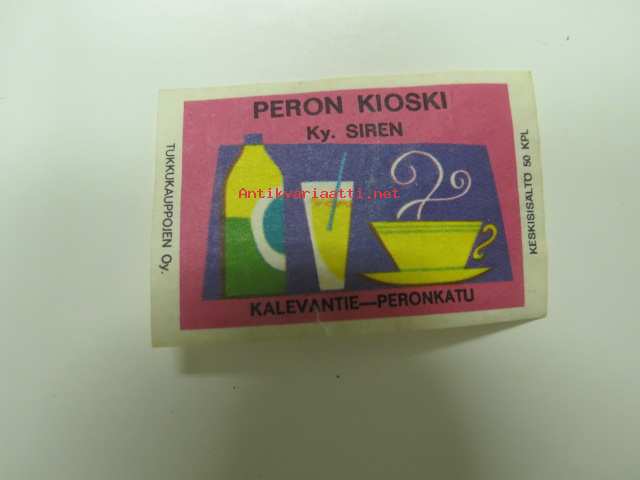 PERON KIOSKI
Ky. SIREN
KALEVANTIE—PERONKATU
TUKKUKAUPPOJEN Oy.
KESKISISÄLTÖ 50 KPL
Antikvariaatti.net